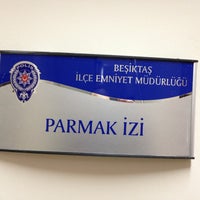 BEŞİKTAŞ
İLÇE EMNİYET MÜDÜRLÜĞÜ
PARMAK İZİ